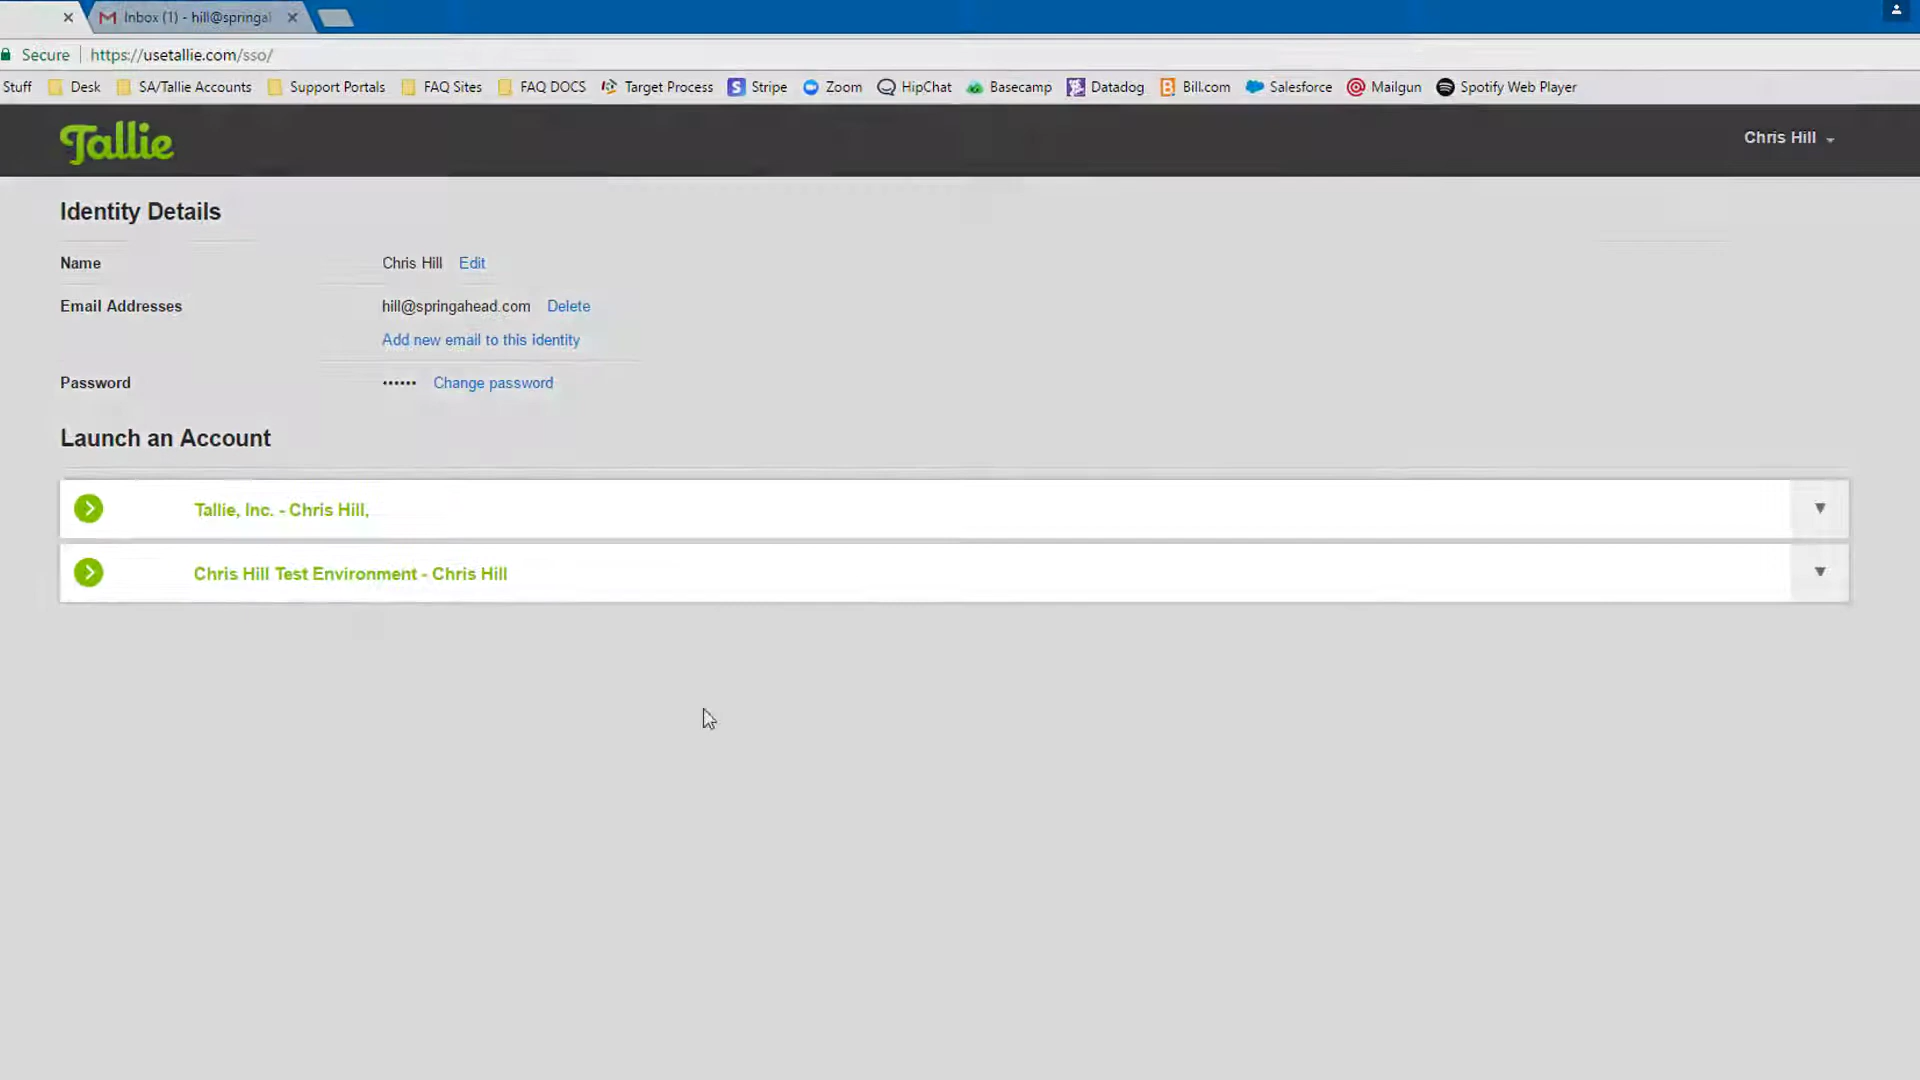 Inbox (1) - hill@springal
Secure https://usetallie.com/sso/
Stuff Desk SA/Tallie Accounts Support Portals FAQ Sites FAQ DOCS Target Process Stripe Zoom HipChat Basecamp Datadog Bill.com Salesforce Mailgun Spotify Web Player
Tallie Chris Hill
Identity Details
Name Chris Hill Edit
Email Addresses hill@springahead.com Delete
Add new email to this identity
Password •••••• Change password
Launch an Account
Tallie, Inc. - Chris Hill,
Chris Hill Test Environment - Chris Hill